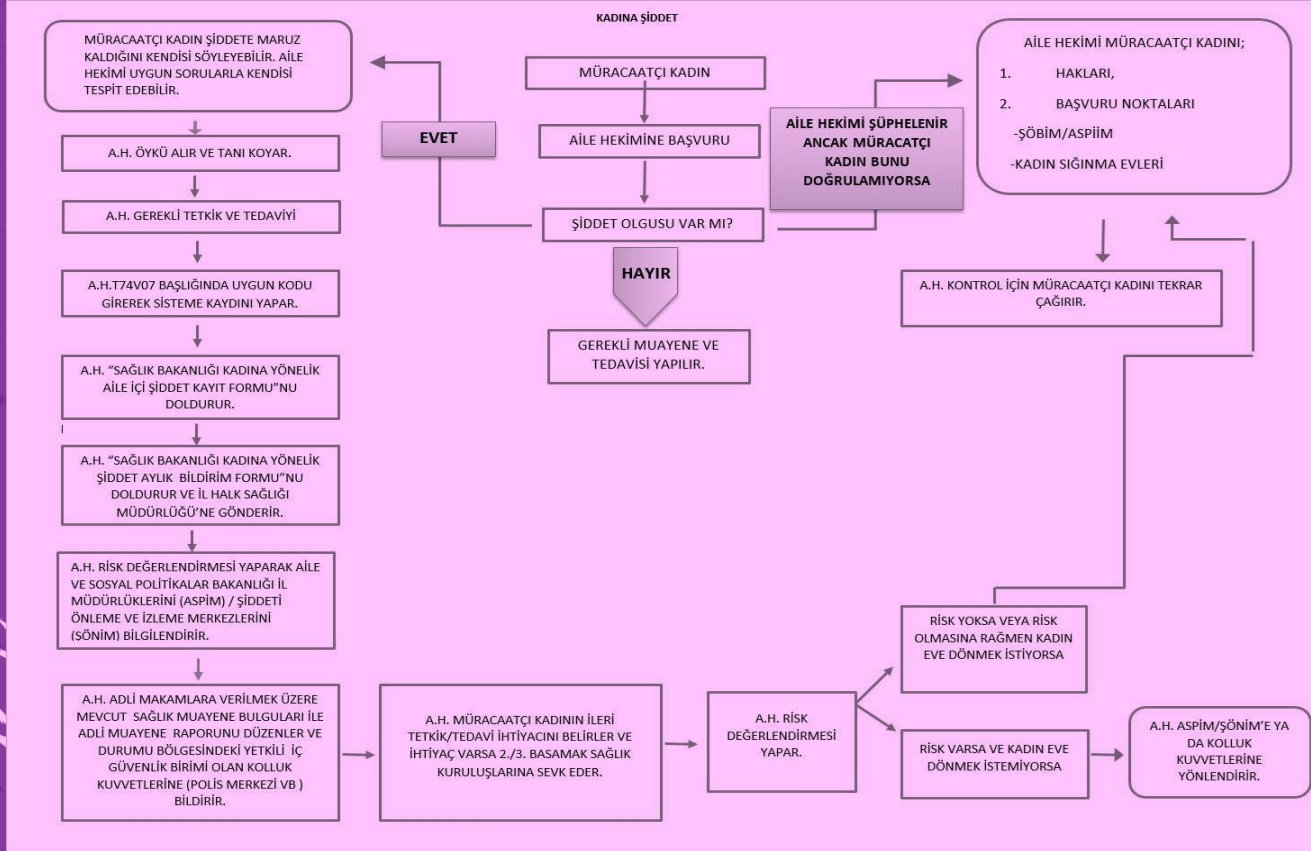 KADINA ŞİDDET
MÜRACAATÇI KADIN ŞİDDETE MARUZ
KALDIĞINI KENDİSİ SÖYLEYEBİLİR. AİLE
HEKİMİ UYGUN SORULARLA KENDİSİ
TESPİT EDEBİLİR.
A.H. ÖYKÜ ALIR VE TANI KOYAR.
A.H. GEREKLİ TETKİK VE TEDAVİYİ
A.H.T74V07 BAŞLIĞINDA UYGUN KODU
GİREREK SİSTEME KAYDINI YAPAR.
A.H. “SAĞLIK BAKANLIĞI KADINA YÖNELİK
AİLE İÇİ ŞİDDET KAYIT FORMU”NU
DOLDURUR.
A.H. “SAĞLIK BAKANLIĞI KADINA YÖNELİK
ŞİDDET AYLIK BİLDİRİM FORMU”NU
DOLDURUR VE İL HALK SAĞLIĞI
MÜDÜRLÜĞÜ’NE GÖNDERİR.
A.H. RİSK DEĞERLENDİRMESİ YAPARAK AİLE
VE SOSYAL POLİTİKALAR BAKANLIĞI İL
MÜDÜRLÜKLERİNİ (ASPİM) / ŞİDDETİ
ÖNLEME VE İZLEME MERKEZLERİNİ
(ŞÖNİM) BİLGİLENDİRİR.
A.H. ADLİ MAKAMLARA VERİLMEK ÜZERE
MEVCUT SAĞLIK MUAYENE BULGULARI İLE
ADLİ MUAYENE RAPORUNU DÜZENLER VE
DURUMU BÖLGESİNDEKİ YETKİLİ İÇ
GÜVENLİK BİRİMİ OLAN KOLLUK
KUVVETLERİNE (POLİS MERKEZİ VB )
BİLDİRİR.
EVET
MÜRACAATÇI KADIN
AİLE HEKİMİNE BAŞVURU
ŞİDDET OLGUSU VAR MI?
HAYIR
GEREKLİ MUAYENE VE
TEDAVİSİ YAPILIR.
AİLE HEKİMİ ŞÜPHELENİR
ANCAK MÜRACATÇI
KADIN BUNU
DOĞRULAMIYORSA
AİLE HEKİMİ MÜRACAATÇI KADINI;
1. HAKLARI,
2. BAŞVURU NOKTALARI
-ŞÖBİM/ASPİİM
-KADIN SIĞINMA EVLERİ
A.H. KONTROL İÇİN MÜRACAATÇI KADINI TEKRAR
ÇAĞIRIR.
A.H. MÜRACAATÇI KADININ İLERİ
TETKİK/TEDAVİ İHTİYACINI BELİRLER VE
İHTİYAÇ VARSA 2./3. BASAMAK SAĞLIK
KURULUŞLARINA SEVK EDER.
A.H. RİSK
DEĞERLENDİRMESİ
YAPAR.
RİSK YOKSA VEYA RİSK
OLMASINA RAĞMEN KADIN
EVE DÖNMEK İSTİYORSA
RİSK VARSA VE KADIN EVE
DÖNMEK İSTEMİYORSA
A.H. ASPİM/ŞÖNİM’E YA
DA KOLLUK
KUVVETLERİNE
YÖNLENDİRİR.